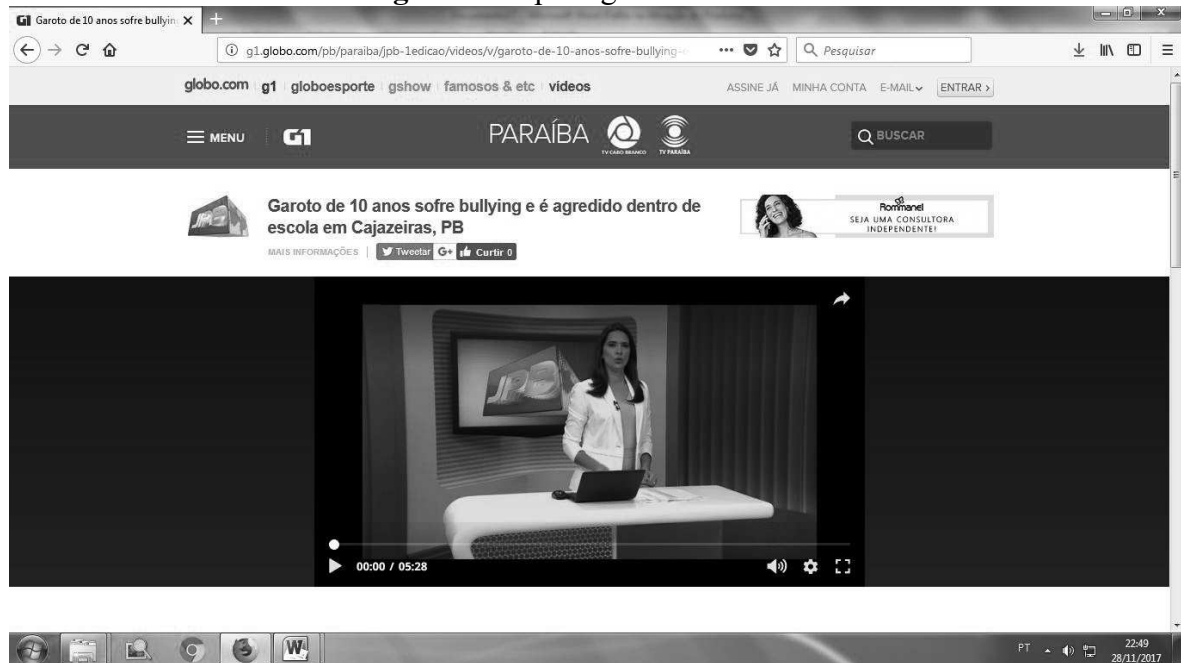 Garoto de 10 anos sofre bullyin
g1.globo.com/pb/paraiba/jpb-1edicao/videos/v/garoto-de-10-anos-sofre-bullying-
Pesquisar
globo.com g1 globoesporte gshow famosos & etc vídeos
ASSINE JÁ MINHA CONTA E-MAIL ENTRAR >
MENU G1 PARAÍBA TV CABO BRANCO TV PARAÍBA BUSCAR
JPB
Garoto de 10 anos sofre bullying e é agredido dentro de
escola em Cajazeiras, PB
MAIS INFORMAÇÕES | Tweetar G+ Curtir 0
Rommanel
SEJA UMA CONSULTORA
INDEPENDENTE!
JPB
00:00 / 05:28
PT 22:49
28/11/2017